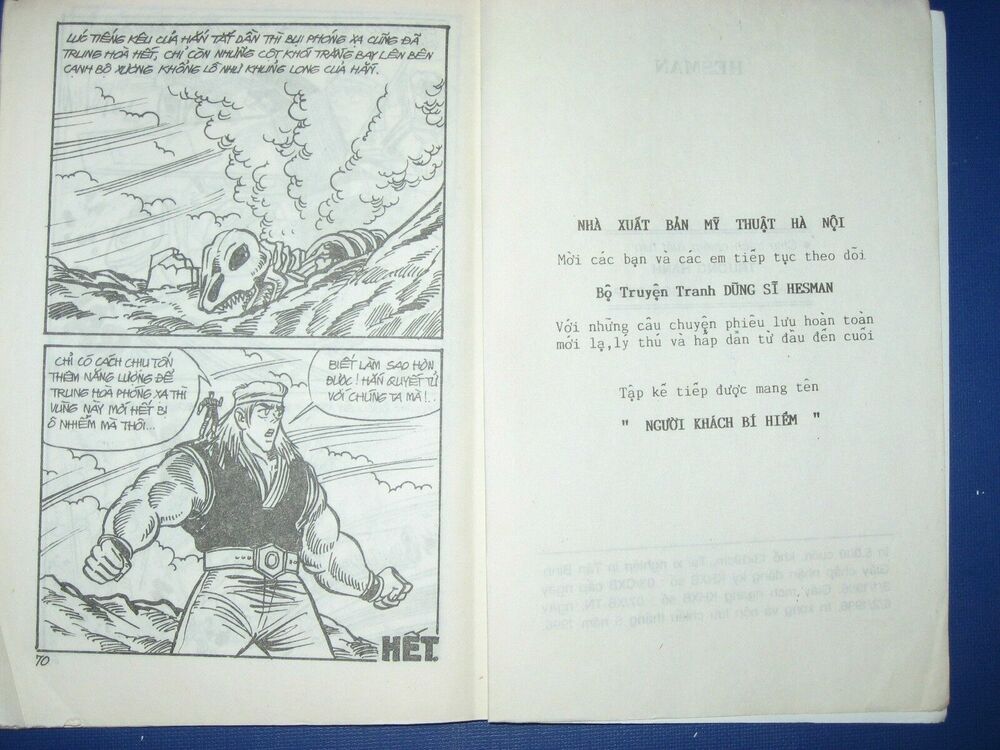 LÚC TIẾNG KÊU CỦA HẮN TẮT DẦN THÌ BỤI PHÓNG XẠ CŨNG ĐÃ
TRUNG HOÀ HẾT, CHỈ CÒN NHỮNG CỘT KHÓI TRẮNG BAY LÊN BÊN
CẠNH BỘ XƯƠNG KHỔNG LỒ NHƯ KHỦNG LONG CỦA HẮN.
CHỈ CÓ CÁCH CHỊU TỐN
THÊM NĂNG LƯỢNG ĐỂ
TRUNG HÒA PHÓNG XẠ THÌ
VÙNG NÀY MỚI HẾT BỊ
Ô NHIỄM MÀ THÔI...
BIẾT LÀM SAO HƠN
ĐƯỢC! HẮN QUYẾT TỬ
VỚI CHÚNG TA MÀ!..
HẾT.
70
HESMAN
NHÀ XUẤT BẢN MỸ THUẬT HÀ NỘI
Mời các bạn và các em tiếp tục theo dõi
Bộ Truyện Tranh DŨNG SĨ HESMAN
Với những câu chuyện phiêu lưu hoàn toàn
mới lạ,lý thú và hấp dẫn từ đầu đến cuối
Tập kế tiếp được mang tên
" NGƯỜI KHÁCH BÍ HIỂM "